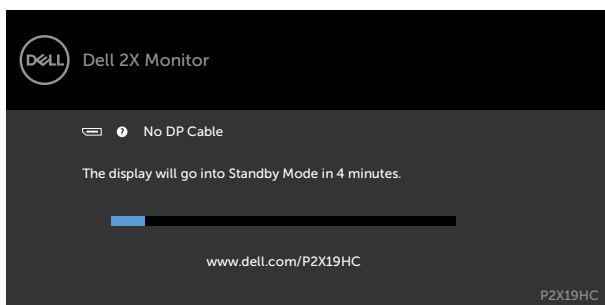 DELL
Dell 2X Monitor
? No DP Cable
The display will go into Standby Mode in 4 minutes.
www.dell.com/P2X19HC
P2X19HC